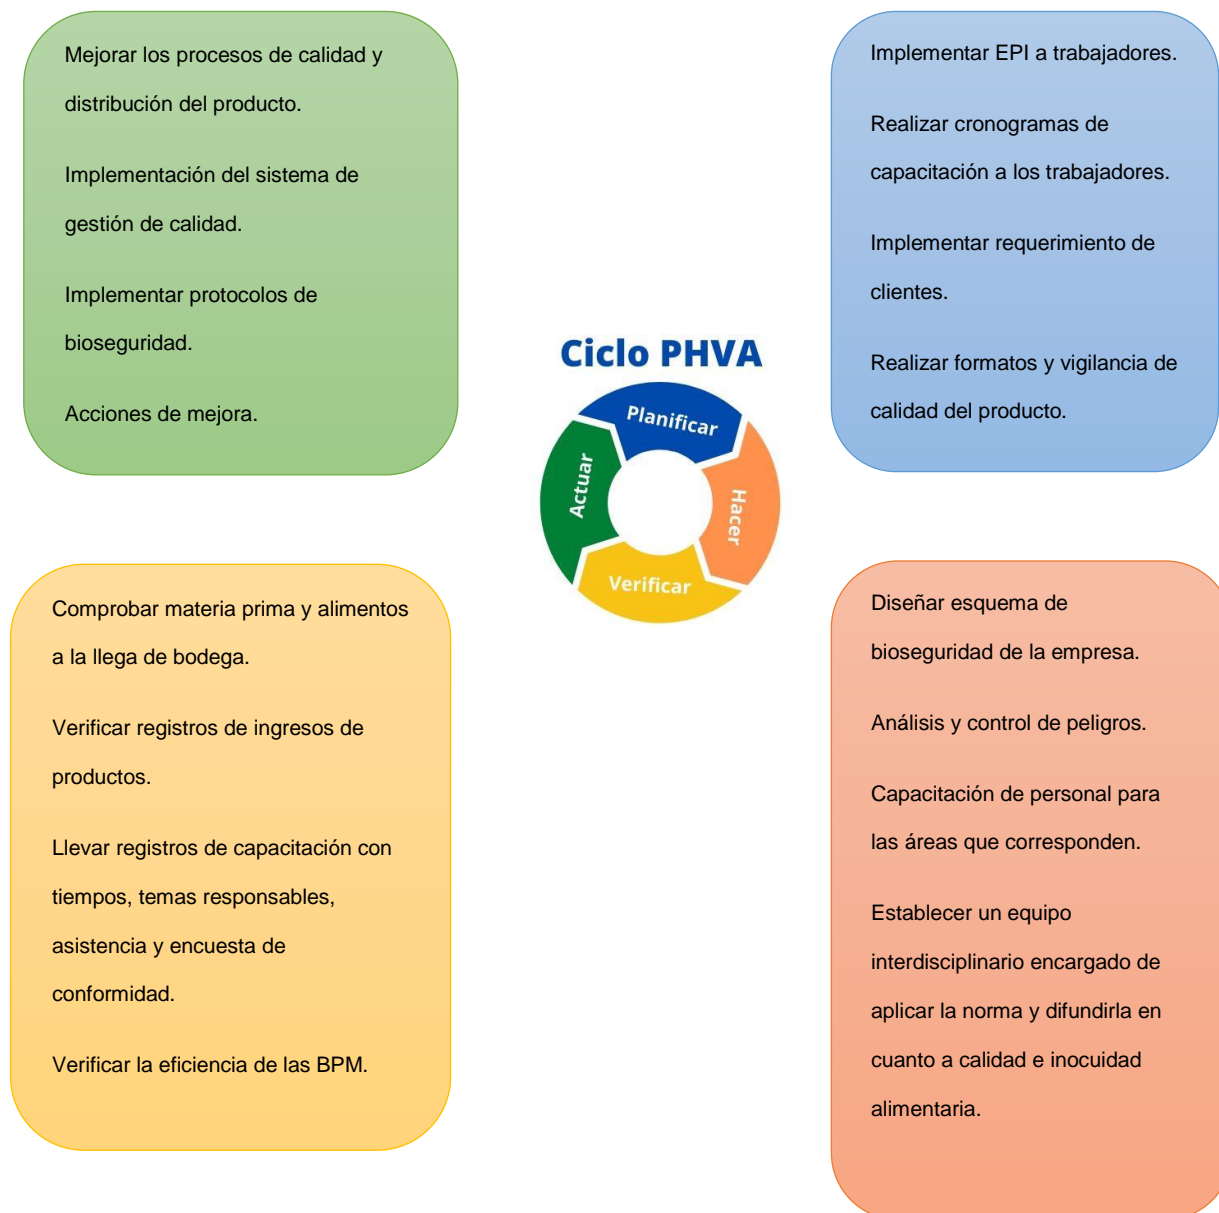 Mejorar los procesos de calidad y
distribución del producto.
Implementación del sistema de
gestión de calidad.
Implementar protocolos de
bioseguridad.
Acciones de mejora.
Implementar EPI a trabajadores.
Realizar cronogramas de
capacitación a los trabajadores.
Implementar requerimiento de
clientes.
Realizar formatos y vigilancia de
calidad del producto.
Ciclo PHVA
Planificar
Hacer
Verificar
Actuar
Comprobar materia prima y alimentos
a la llega de bodega.
Verificar registros de ingresos de
productos.
Llevar registros de capacitación con
tiempos, temas responsables,
asistencia y encuesta de
conformidad.
Verificar la eficiencia de las BPM.
Diseñar esquema de
bioseguridad de la empresa.
Análisis y control de peligros.
Capacitación de personal para
las áreas que corresponden.
Establecer un equipo
interdisciplinario encargado de
aplicar la norma y difundirla en
cuanto a calidad e inocuidad
alimentaria.